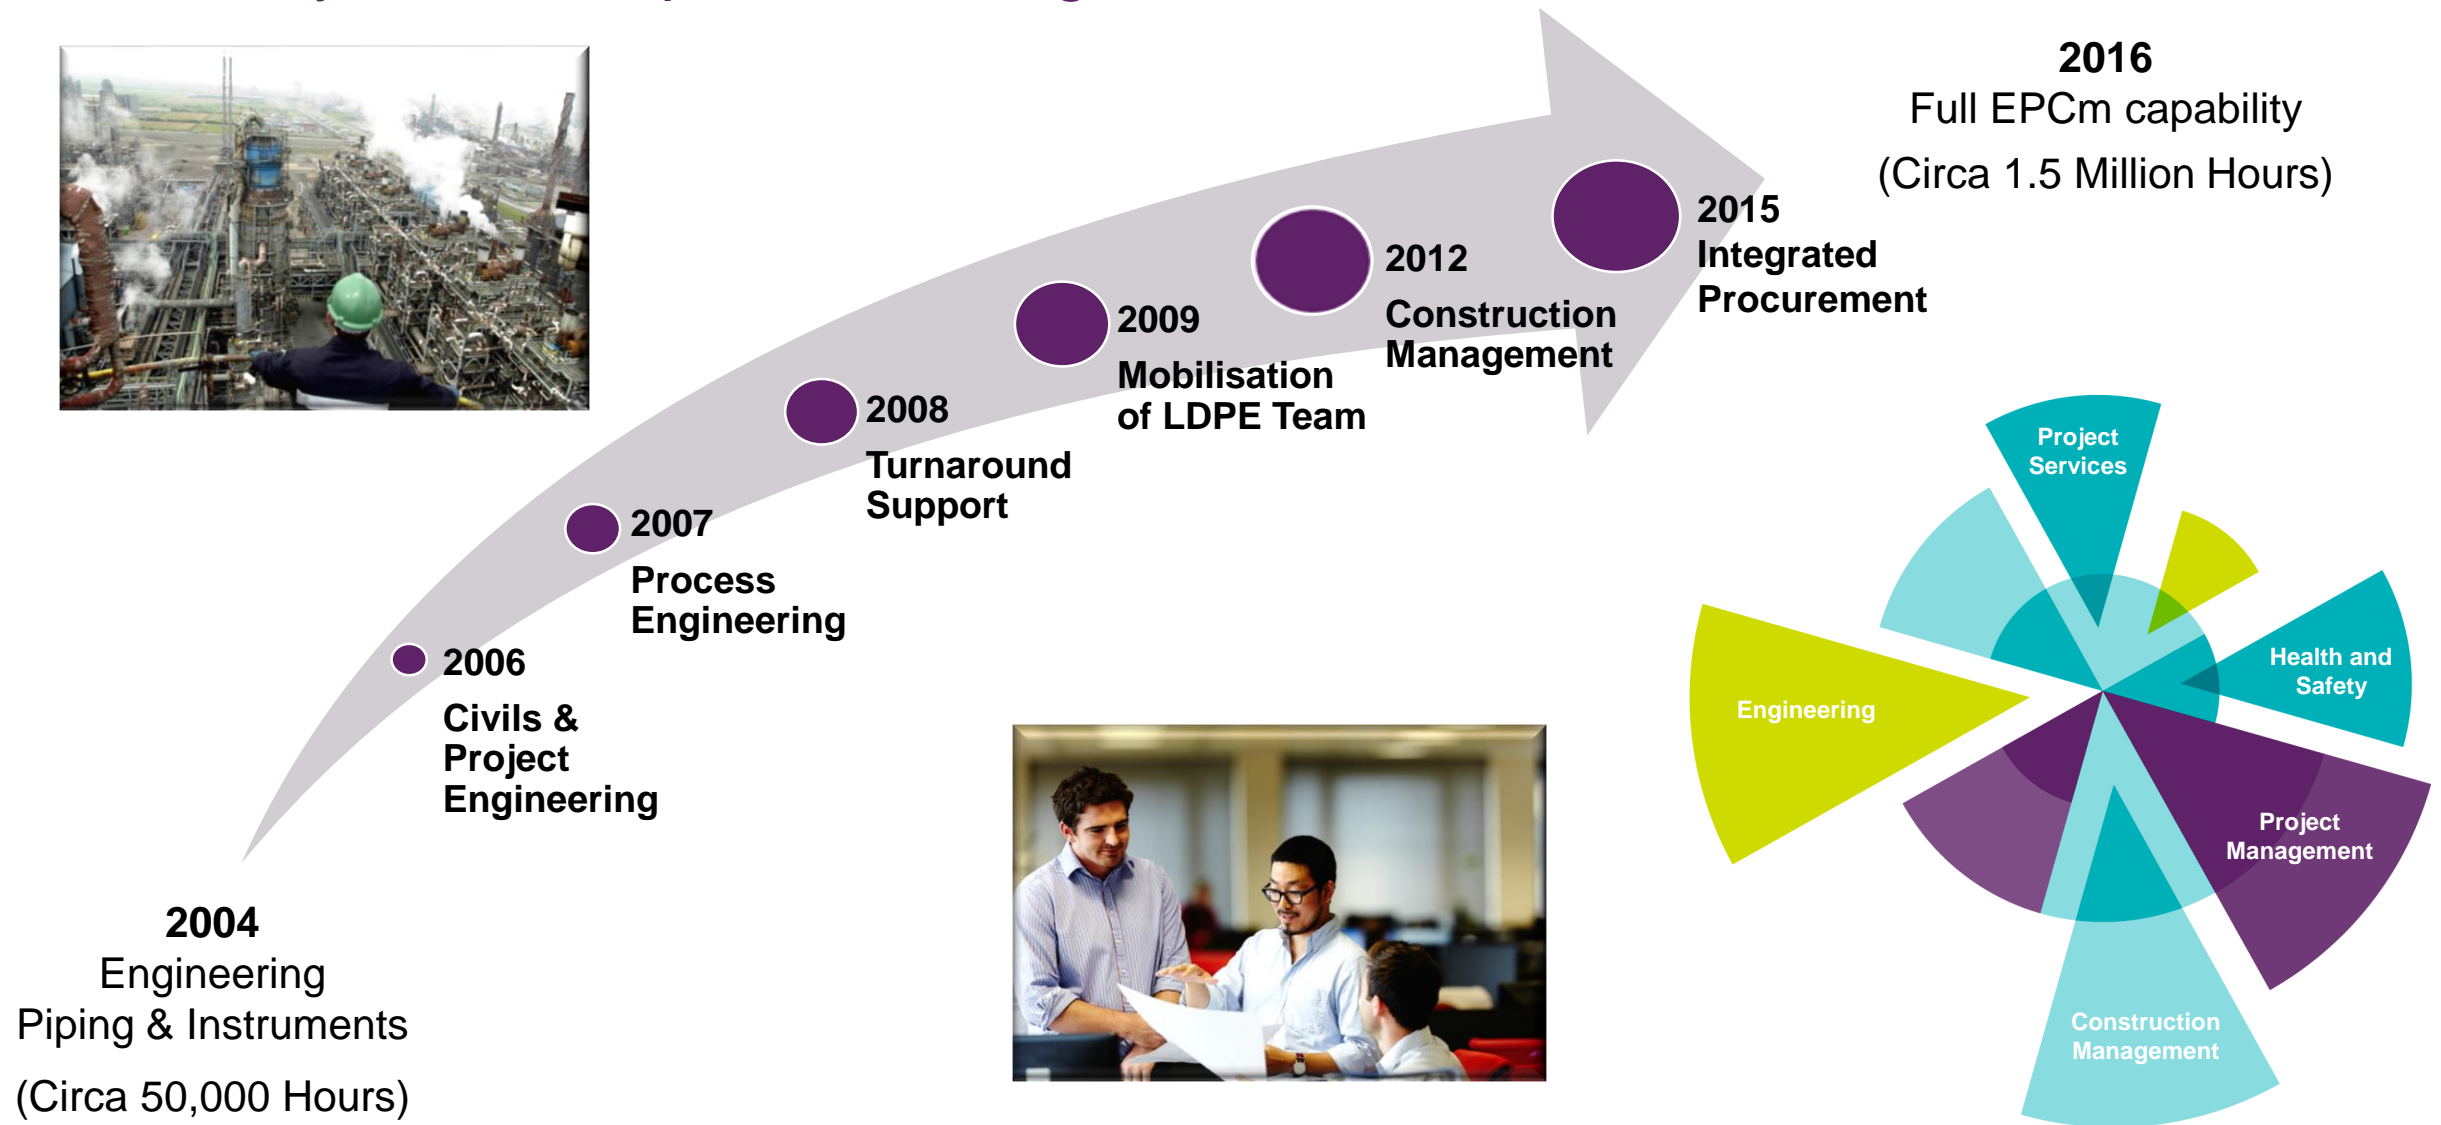 2016
Full EPCm capability
(Circa 1.5 Million Hours)
2015
Integrated
Procurement
2012
Construction
Management
2009
Mobilisation
of LDPE Team
2008
Turnaround
Support
2007
Process
Engineering
2006
Civils &
Project
Engineering
2004
Engineering
Piping & Instruments
(Circa 50,000 Hours)
Project
Services
Health and
Safety
Engineering
Project
Management
Construction
Management